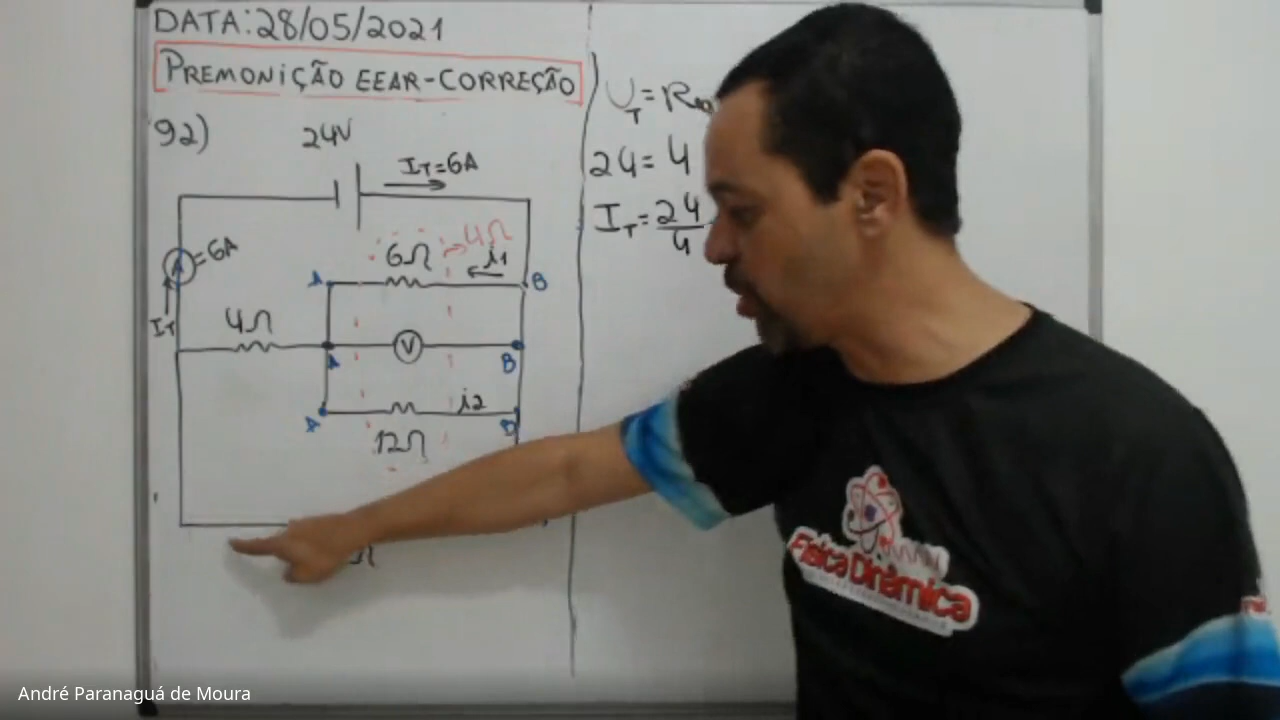 DATA:28/05/2021
PREMONIÇÃO EEAR-CORREÇÃO
92)
24V
IT=6A
6Ω
4Ω
i1
A
B
A
=6A
IT
4Ω
V
A
B
i2
A
B
12Ω
Ω
UT=Req
24=4
IT=24
4
Física Dinâmica
André Paranaguá de Moura